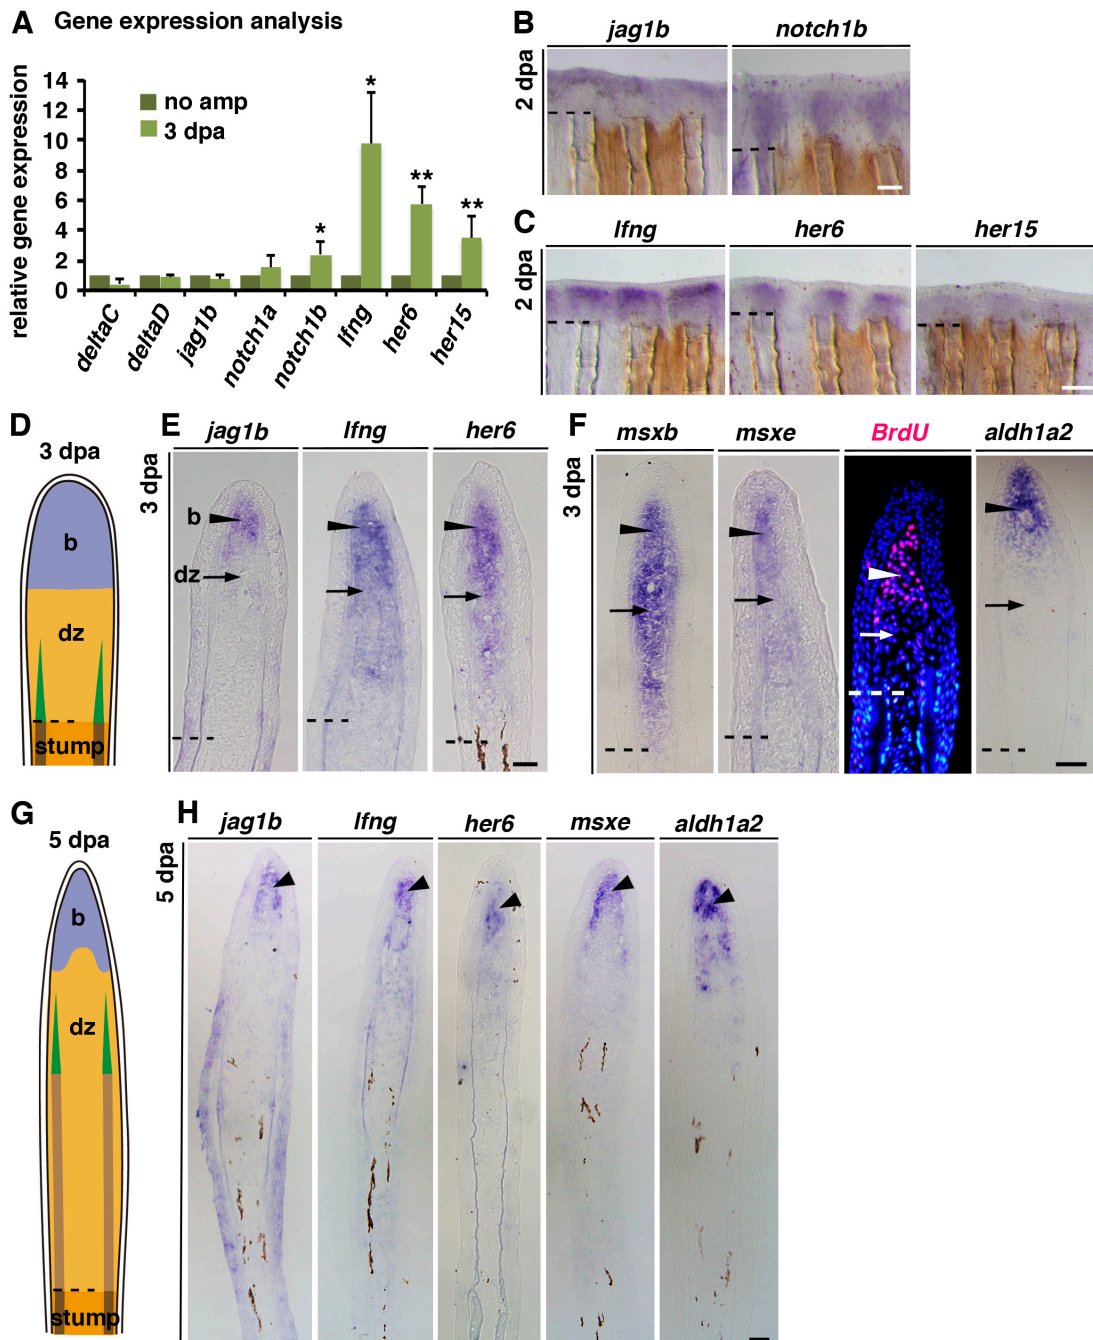 A Gene expression analysis
relative gene expression
14
12
10
8
6
4
2
0
no amp
3 dpa
*
*
**
**
deltaC
deltaD
jag1b
notch1a
notch1b
lfng
her6
her15
B
jag1b notch1b
2 dpa
C
lfng her6 her15
2 dpa
D
3 dpa
b
dz
stump
E
jag1b lfng her6
3 dpa
b
dz
F
msxb msxe BrdU aldh1a2
3 dpa
G
5 dpa
b
dz
stump
H
jag1b lfng her6 msxe aldh1a2
5 dpa